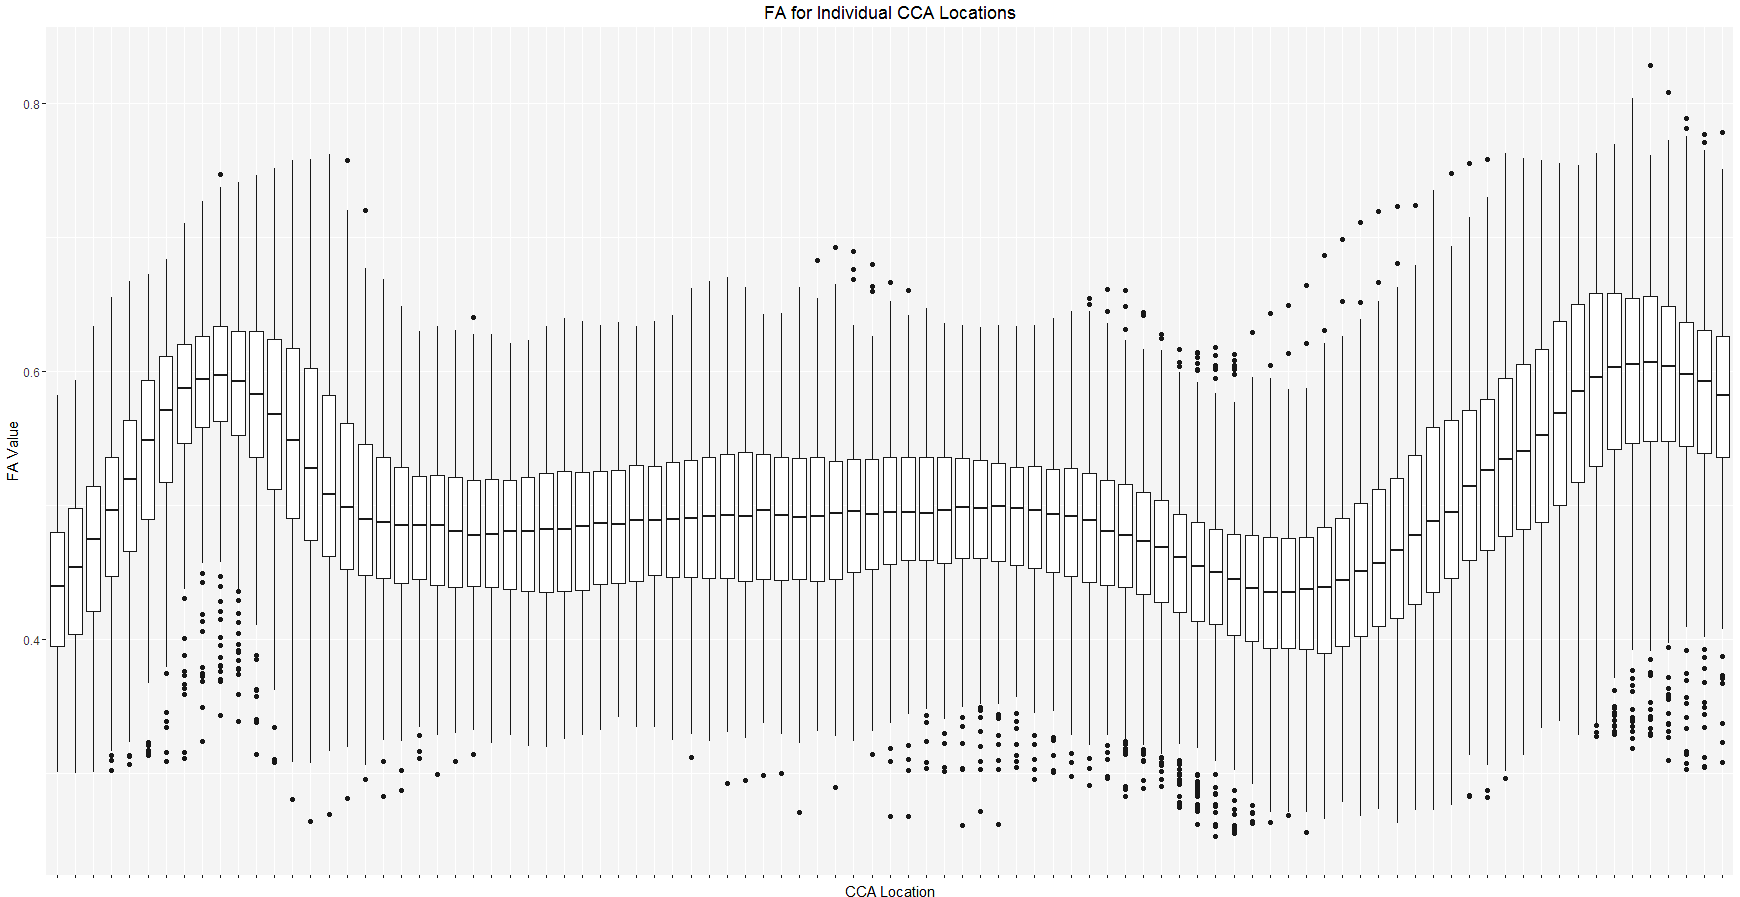 FA for Individual CCA Locations
0.8
0.6
0.4
FA Value
CCA Location